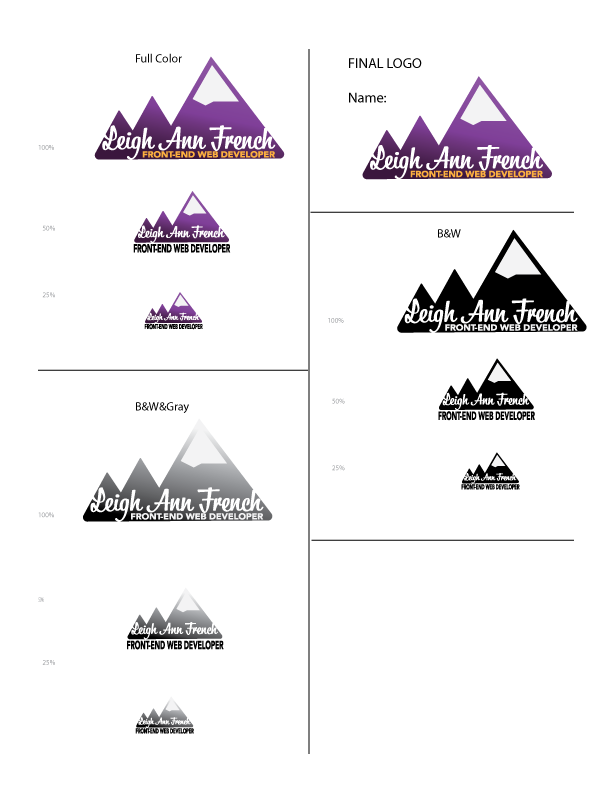 Full Color
100%
Leigh Ann French
FRONT-END WEB DEVELOPER
50%
Leigh Ann French
FRONT-END WEB DEVELOPER
25%
Leigh Ann French
FRONT-END WEB DEVELOPER
B&W&Gray
100%
Leigh Ann French
FRONT-END WEB DEVELOPER
Leigh Ann French
FRONT-END WEB DEVELOPER
25%
Leigh Ann French
FRONT-END WEB DEVELOPER
FINAL LOGO
Name:
Leigh Ann French
FRONT-END WEB DEVELOPER
B&W
100%
Leigh Ann French
FRONT-END WEB DEVELOPER
50%
Leigh Ann French
FRONT-END WEB DEVELOPER
25%
Leigh Ann French
FRONT-END WEB DEVELOPER